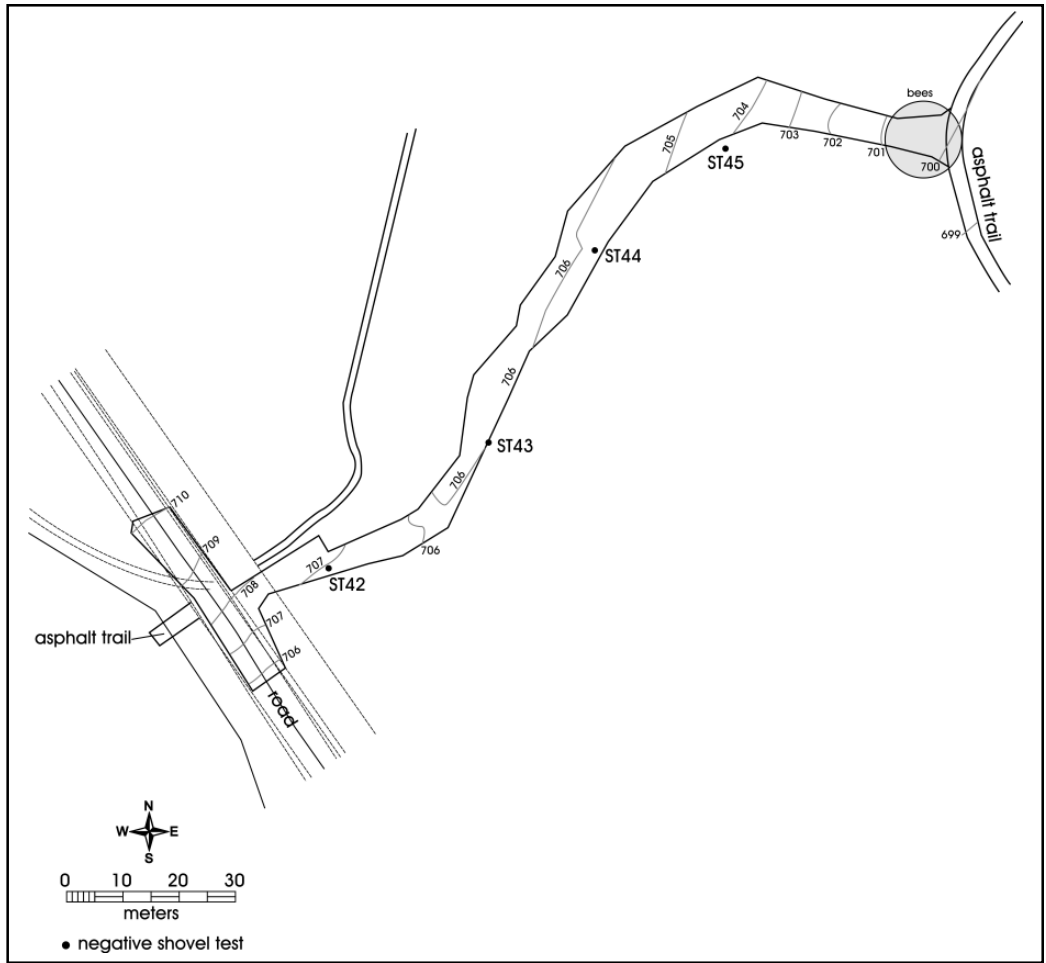 bees
704
703
702
701
700
705
asphalt trail
699
706
ST45
ST44
706
ST43
706
706
710
709
708
707
ST42
707
706
asphalt trail
road
N
W E
S
0 10 20 30
meters
negative shovel test